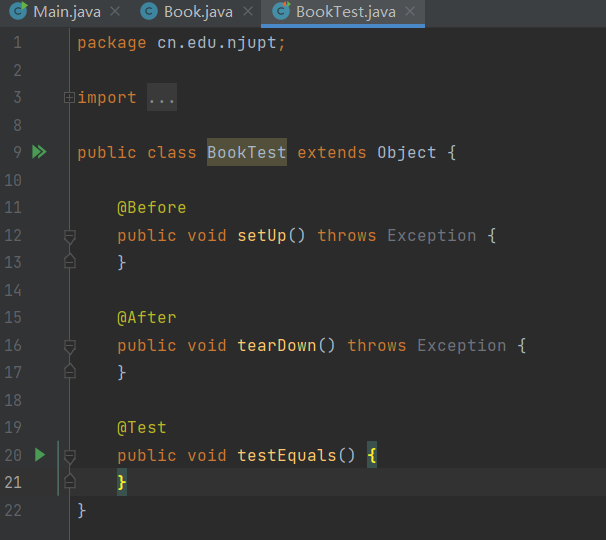 Main.java × Book.java × BookTest.java ×
1 package cn.edu.njupt;
2
3 import ...
8
9 public class BookTest extends Object {
10
11 @Before
12 public void setUp() throws Exception {
13 }
14
15 @After
16 public void tearDown() throws Exception {
17 }
18
19 @Test
20 public void testEquals() {
21 }
22 }